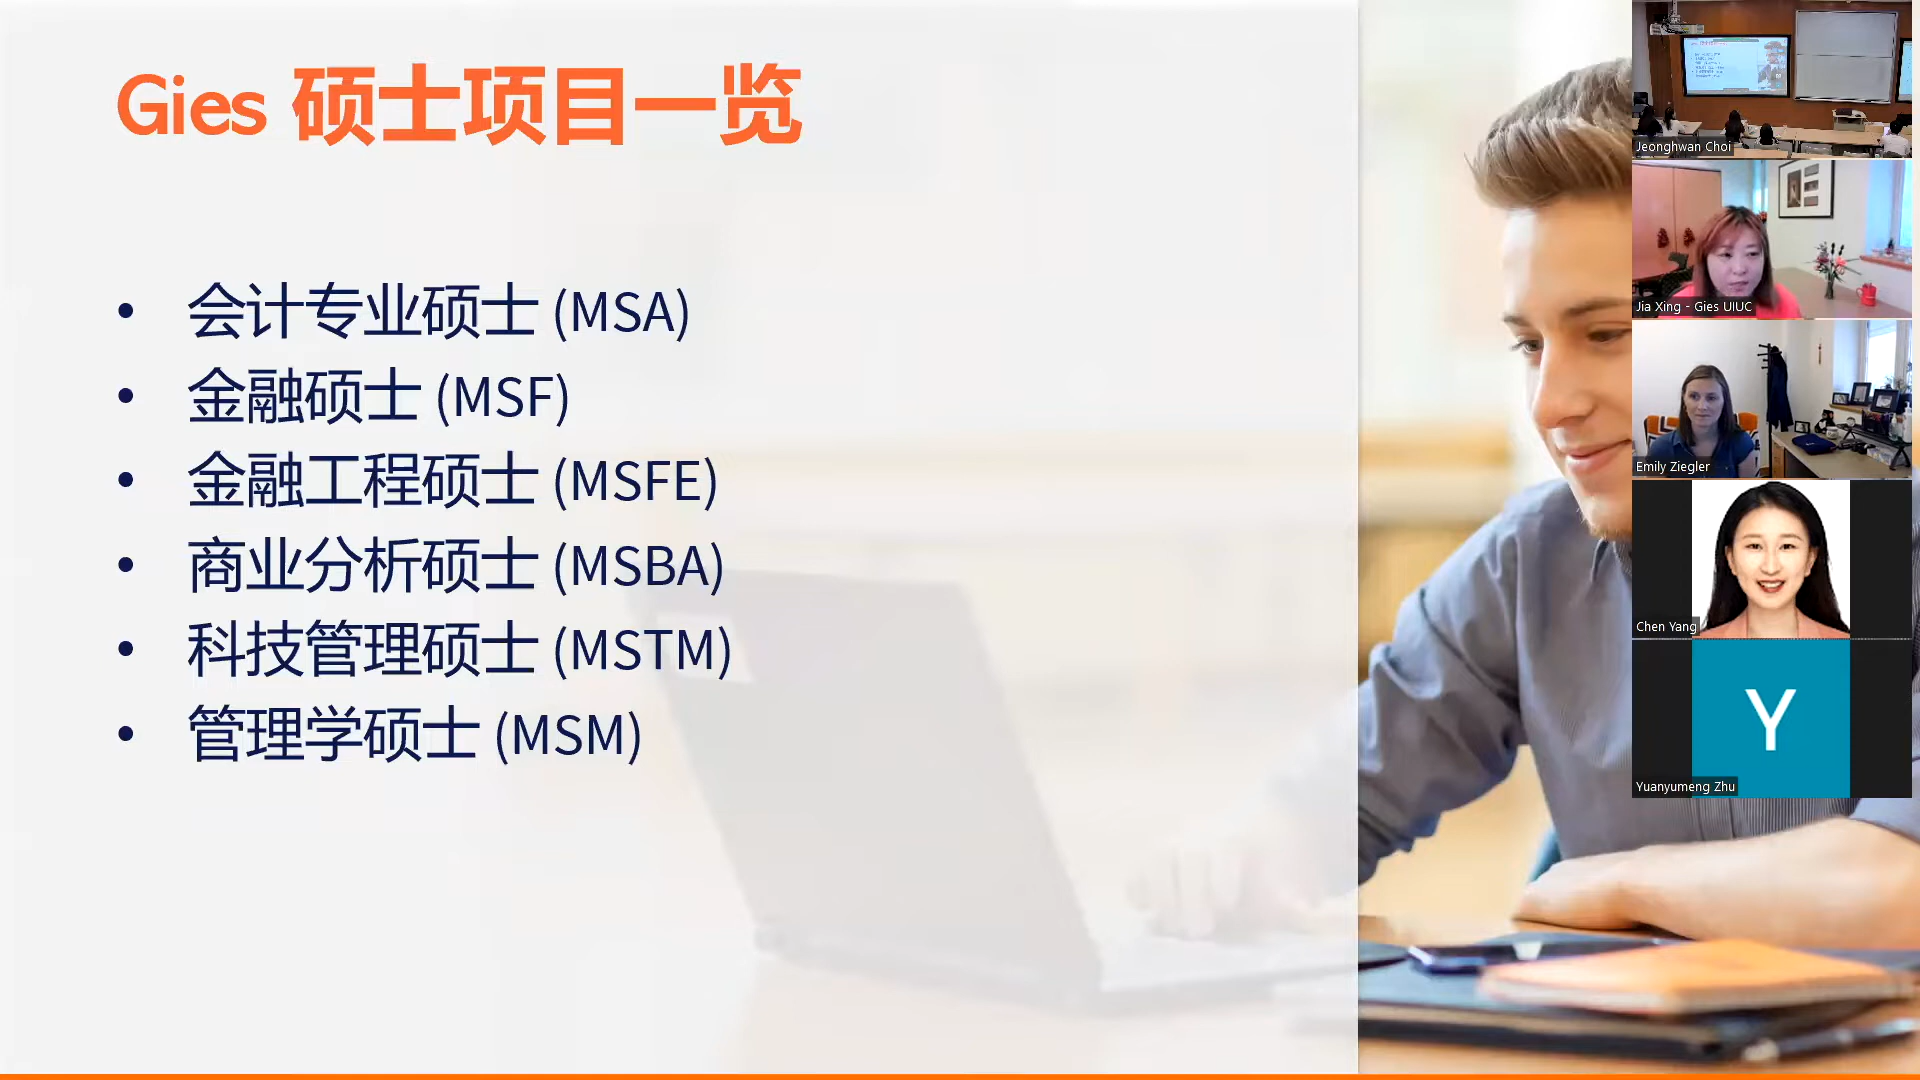 Gies 硕士项目一览
• 会计专业硕士 (MSA)
• 金融硕士 (MSF)
• 金融工程硕士 (MSFE)
• 商业分析硕士 (MSBA)
• 科技管理硕士 (MSTM)
• 管理学硕士 (MSM)
Jeonghwan Choi
Jia Xing - Gies UIUC
Emily Ziegler
Chen Yang
Y
Yuanyumeng Zhu